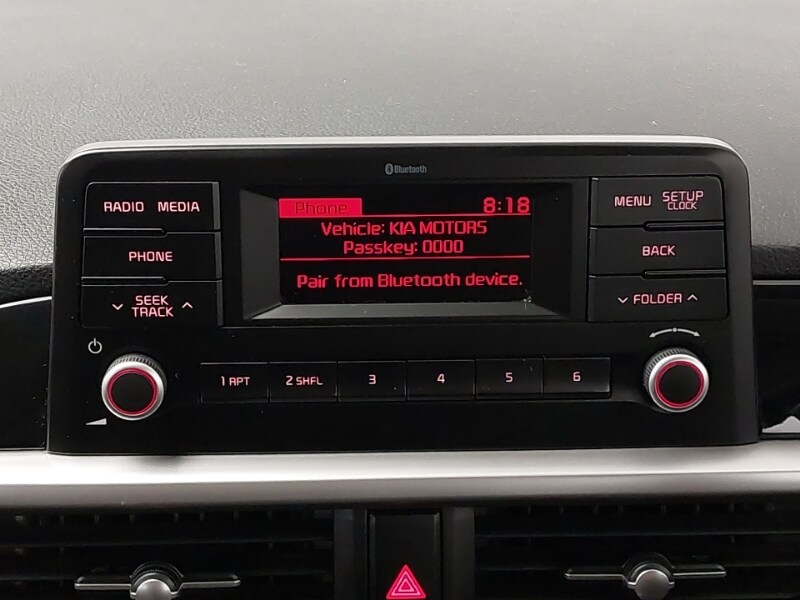 Bluetooth
RADIO MEDIA
PHONE
SEEK
TRACK
Phone 8:18
Vehicle: KIA MOTORS
Passkey: 0000
Pair from Bluetooth device.
MENU SETUP
CLOCK
BACK
FOLDER
1 RPT 2 SHFL 3 4 5 6